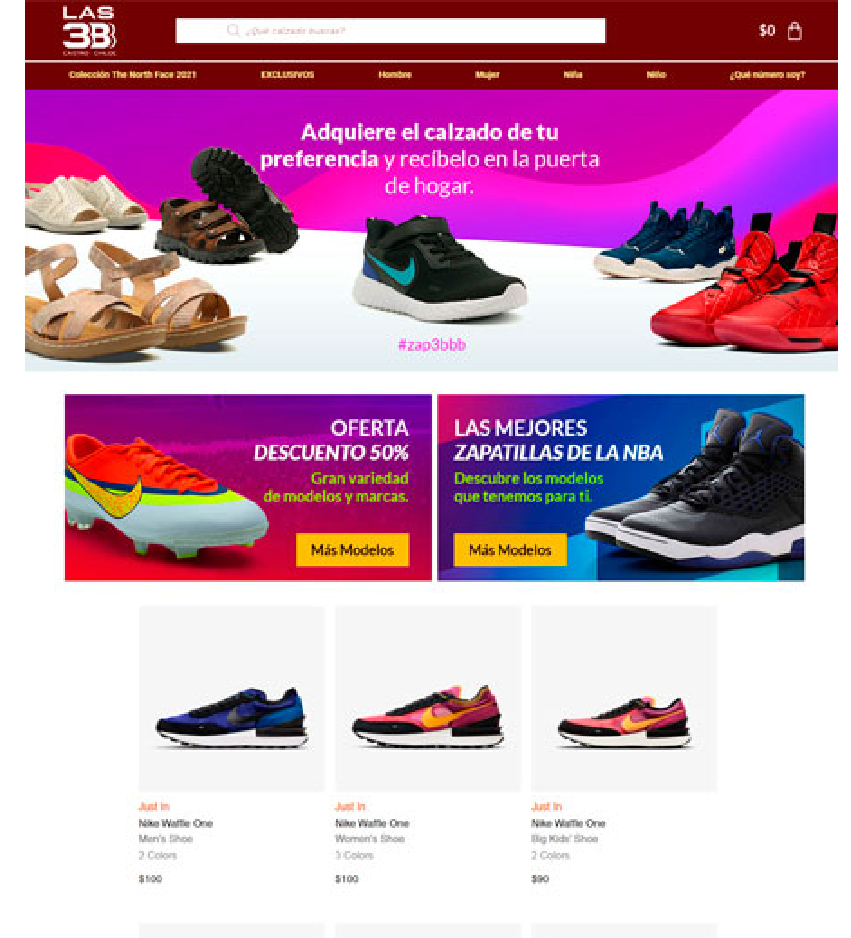 LAS
3B
CASTRO CHILOE
¿Qué calzado buscas?
$0
Colección The North Face 2021
EXCLUSIVOS
Hombre
Mujer
Niña
Niño
¿Qué número soy?
Adquiere el calzado de tu
preferencia y recíbelo en la puerta
de hogar.
#zap3bbb
OFERTA
DESCUENTO 50%
Gran variedad
de modelos y marcas.
Más Modelos
LAS MEJORES
ZAPATILLAS DE LA NBA
Descubre los modelos
que tenemos para ti.
Más Modelos
Just In
Nike Waffle One
Men's Shoe
2 Colors
$100
Just In
Nike Waffle One
Women's Shoe
3 Colors
$100
Just In
Nike Waffle One
Big Kids' Shoe
2 Colors
$90